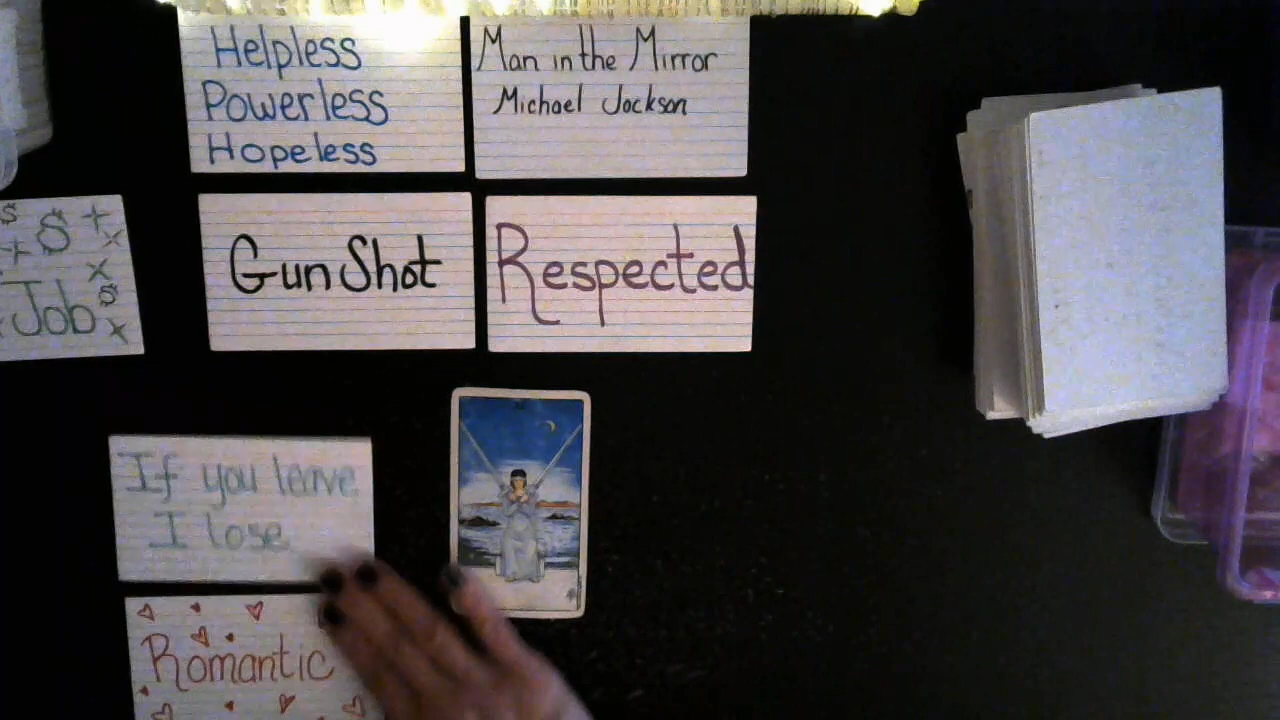 Helpless
Powerless
Hopeless
Man in the Mirror
Michael Jackson
$ $
Job $
Gun Shot
Respected
If you leave
I lose
Romantic